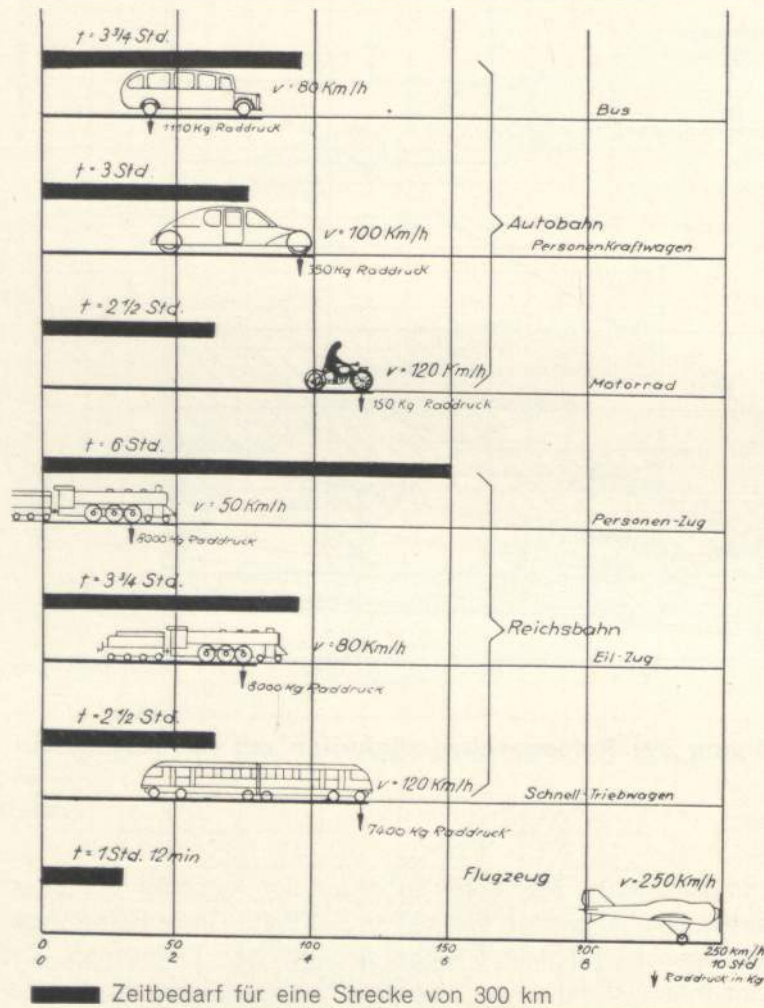 t = 3 3/4 Std.
v = 80 Km/h
1110 Kg Raddruck
Bus
t = 3 Std.
v = 100 Km/h
Autobahn
Personenkraftwagen
350 Kg Raddruck
t = 2 1/2 Std.
v = 120 Km/h
Motorrad
150 Kg. Raddruck
t = 6 Std.
v = 50 Km/h
Personen-Zug
8000 Kg Raddruck
t = 3 3/4 Std.
Reichsbahn
v = 80 Km/h
Eil-Zug
8000 Kg Raddruck
t = 2 1/2 Std.
v = 120 Km/h
Schnell-Triebwagen
7400 Kg Raddruck
t = 1 Std. 12 min
Flugzeug
v = 250 Km/h
0 50 100 150 250 km/h
0 2 4 6 8 10 Std
Raddruck in Kg
Zeitbedarf für eine Strecke von 300 km